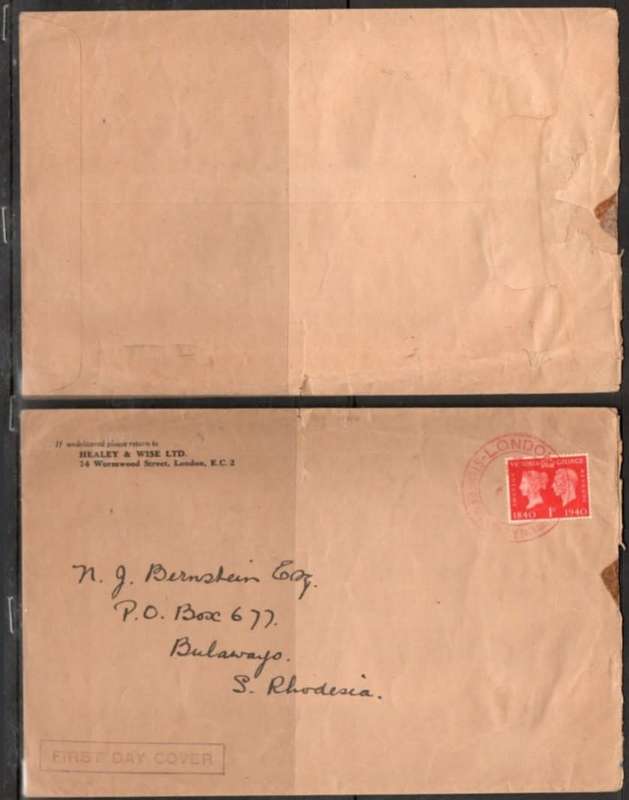 If undelivered please return to
HEALEY & WISE LTD.
14 Wormwood Street, London, E.C. 2
LONDON
VICTORIA GEORGE
1840 1ᴰ 1940
N. J. Bernstein Esq.
P.O. Box 677.
Bulawayo.
S. Rhodesia.
FIRST DAY COVER